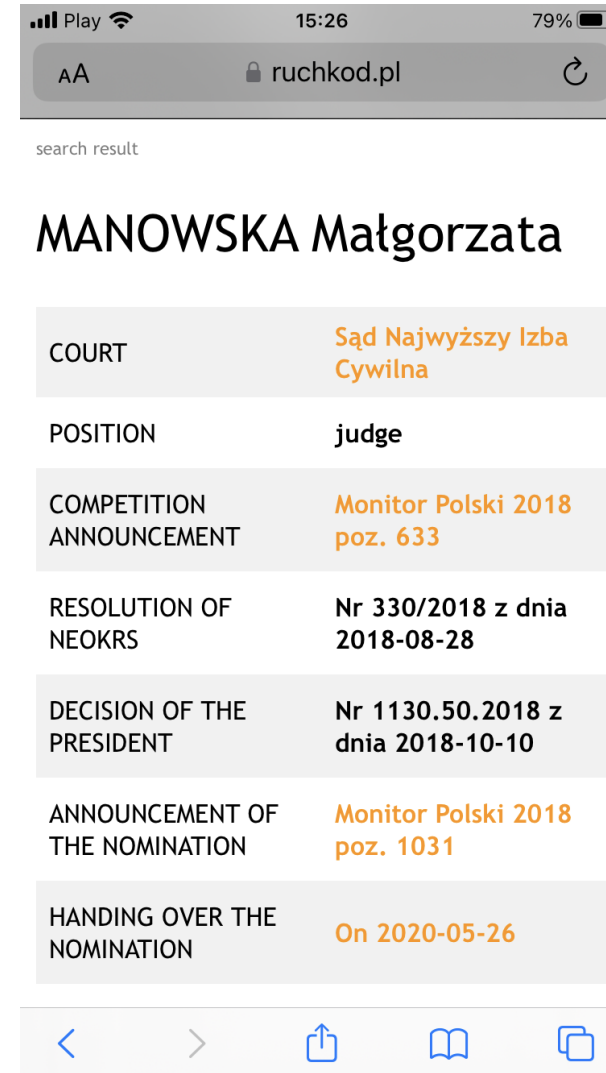 Play 15:26 79%
AA ruchkod.pl
search result
MANOWSKA Małgorzata
COURT
Sąd Najwyższy Izba
Cywilna
POSITION
judge
COMPETITION
ANNOUNCEMENT
Monitor Polski 2018
poz. 633
RESOLUTION OF
NEOKRS
Nr 330/2018 z dnia
2018-08-28
DECISION OF THE
PRESIDENT
Nr 1130.50.2018 z
dnia 2018-10-10
ANNOUNCEMENT OF
THE NOMINATION
Monitor Polski 2018
poz. 1031
HANDING OVER THE
NOMINATION
On 2020-05-26